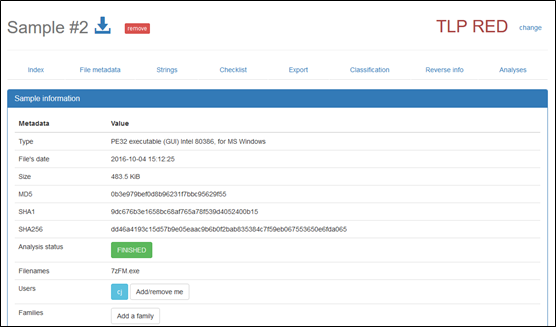 Sample #2 remove TLP RED change
Index File metadata Strings Checklist Export Classification Reverse info Analyses
Sample information
Metadata Value
Type PE32 executable (GUI) Intel 80386, for MS Windows
File's date 2016-10-04 15:12:25
Size 483.5 KiB
MD5 0b3e979bef0d8b96231f7bbc95629f55
SHA1 9dc676b3e1658bc68af765a78f539d4052400b15
SHA256 dd46a4193c15d57b9e05eaac9b6b0f2bab835384c7f59eb067553650e6fda065
Analysis status FINISHED
Filenames 7zFM.exe
Users cj Add/remove me
Families Add a family